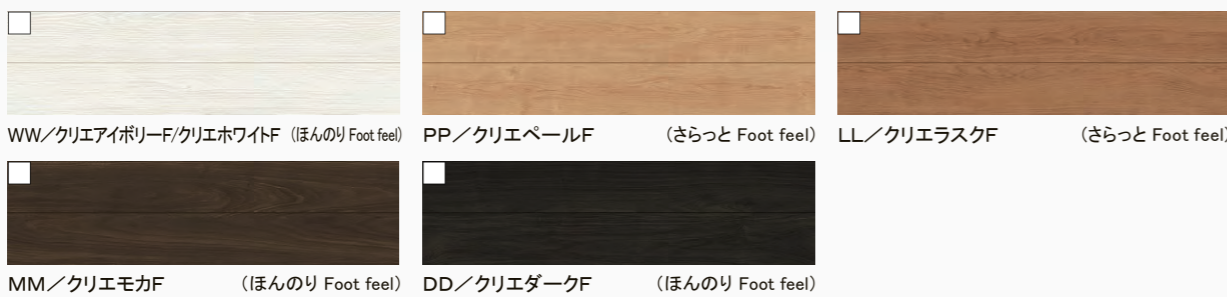 WW／クリエアイボリーF/クリエホワイトF （ほんのり Foot feel）
PP／クリエペールF （さらっと Foot feel）
LL／クリエラスクF （さらっと Foot feel）
MM／クリエモカF （ほんのり Foot feel）
DD／クリエダークF （ほんのり Foot feel）